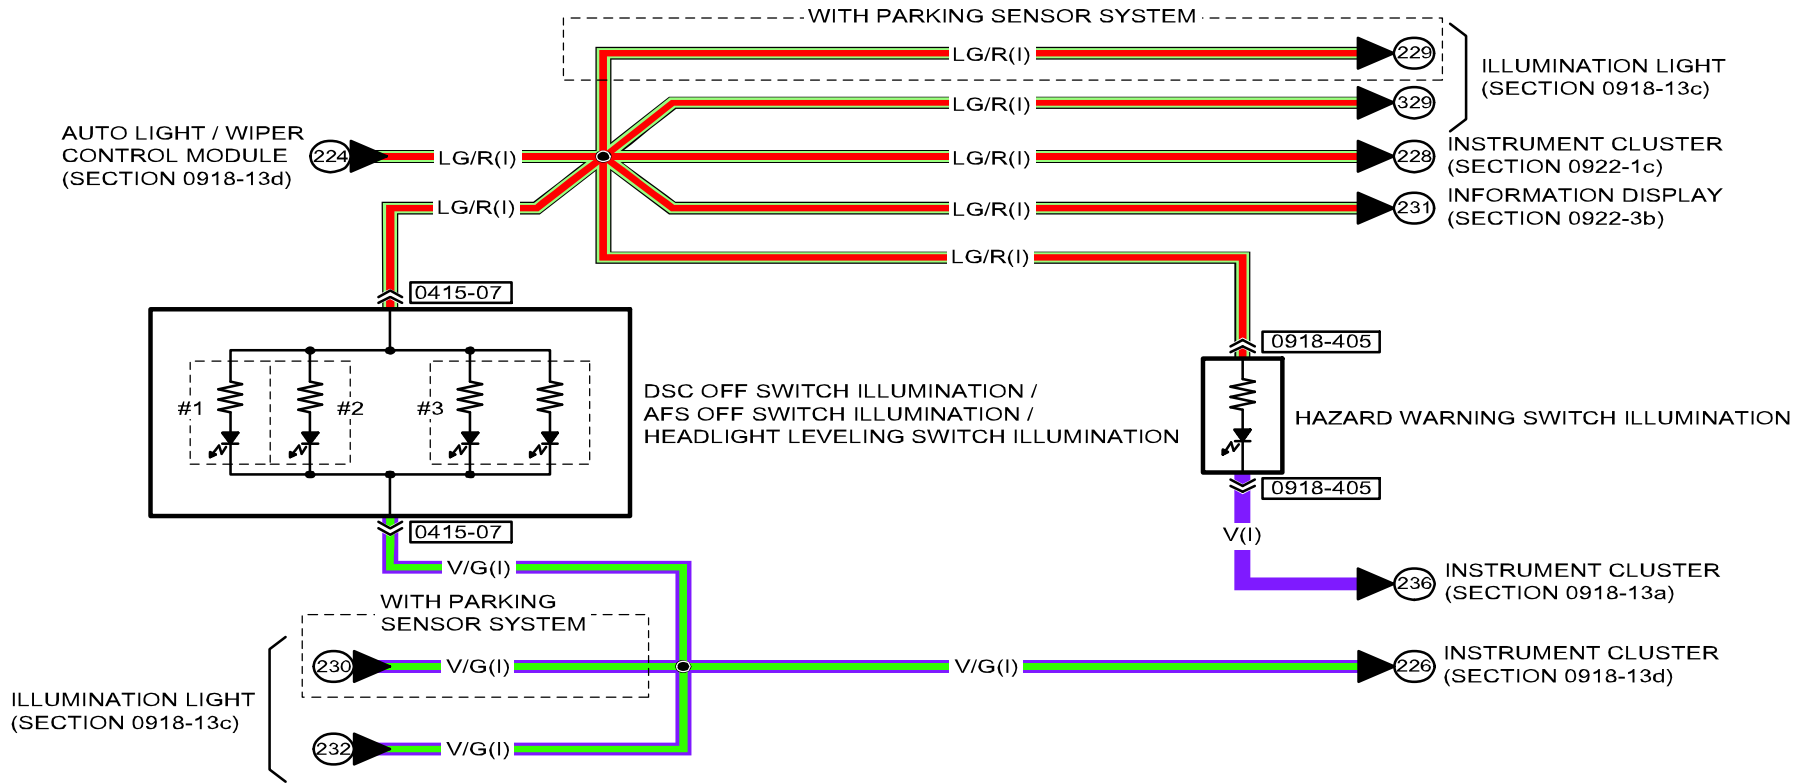 WITH PARKING SENSOR SYSTEM
LG/R(I)
229
ILLUMINATION LIGHT
(SECTION 0918-13c)
LG/R(I)
329
AUTO LIGHT / WIPER
CONTROL MODULE
(SECTION 0918-13d)
224
LG/R(I)
LG/R(I)
228
INSTRUMENT CLUSTER
(SECTION 0922-1c)
LG/R(I)
LG/R(I)
231
INFORMATION DISPLAY
(SECTION 0922-3b)
LG/R(I)
0415-07
0918-405
#1
#2
#3
DSC OFF SWITCH ILLUMINATION /
AFS OFF SWITCH ILLUMINATION /
HEADLIGHT LEVELING SWITCH ILLUMINATION
HAZARD WARNING SWITCH ILLUMINATION
0918-405
0415-07
V(I)
V/G(I)
236
INSTRUMENT CLUSTER
(SECTION 0918-13a)
WITH PARKING
SENSOR SYSTEM
230
V/G(I)
V/G(I)
226
INSTRUMENT CLUSTER
(SECTION 0918-13d)
ILLUMINATION LIGHT
(SECTION 0918-13c)
232
V/G(I)